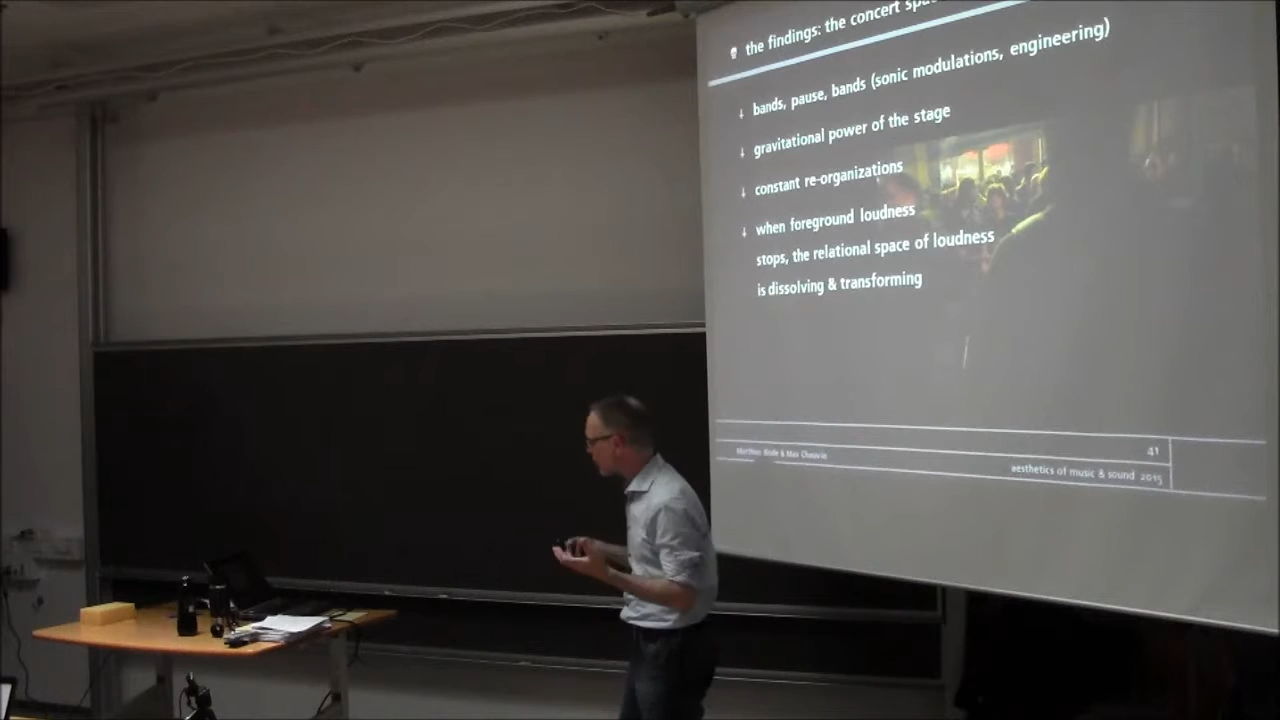 the findings: the concert
bands, pause, bands (sonic modulations, engineering)
gravitational power of the stage
constant re-organizations
when foreground loudness
stops, the relational space of loudness
is dissolving & transforming
41
& Max
aesthetics of music & sound 2015